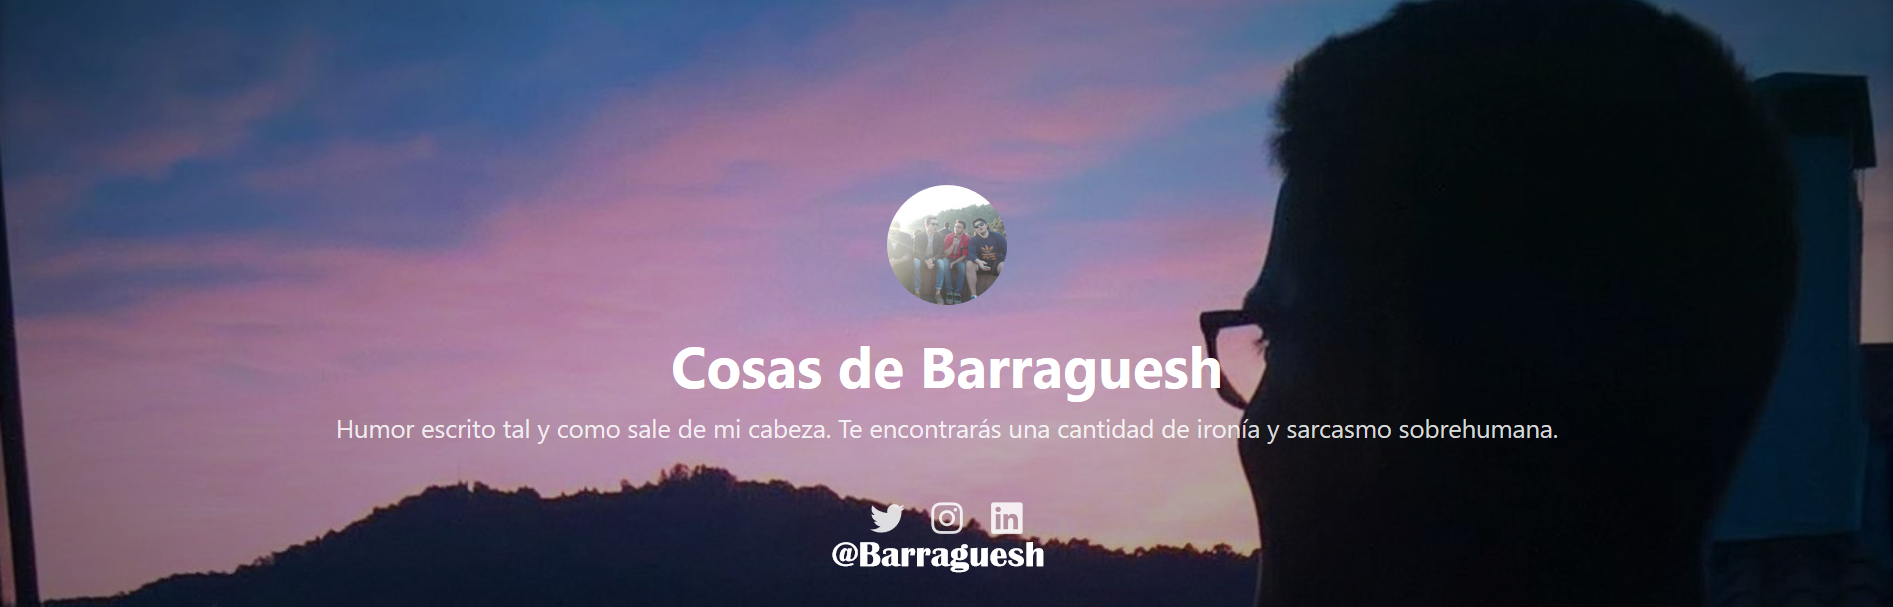 Cosas de Barraguesh
Humor escrito tal y como sale de mi cabeza. Te encontrarás una cantidad de ironía y sarcasmo sobrehumana.
@Barraguesh